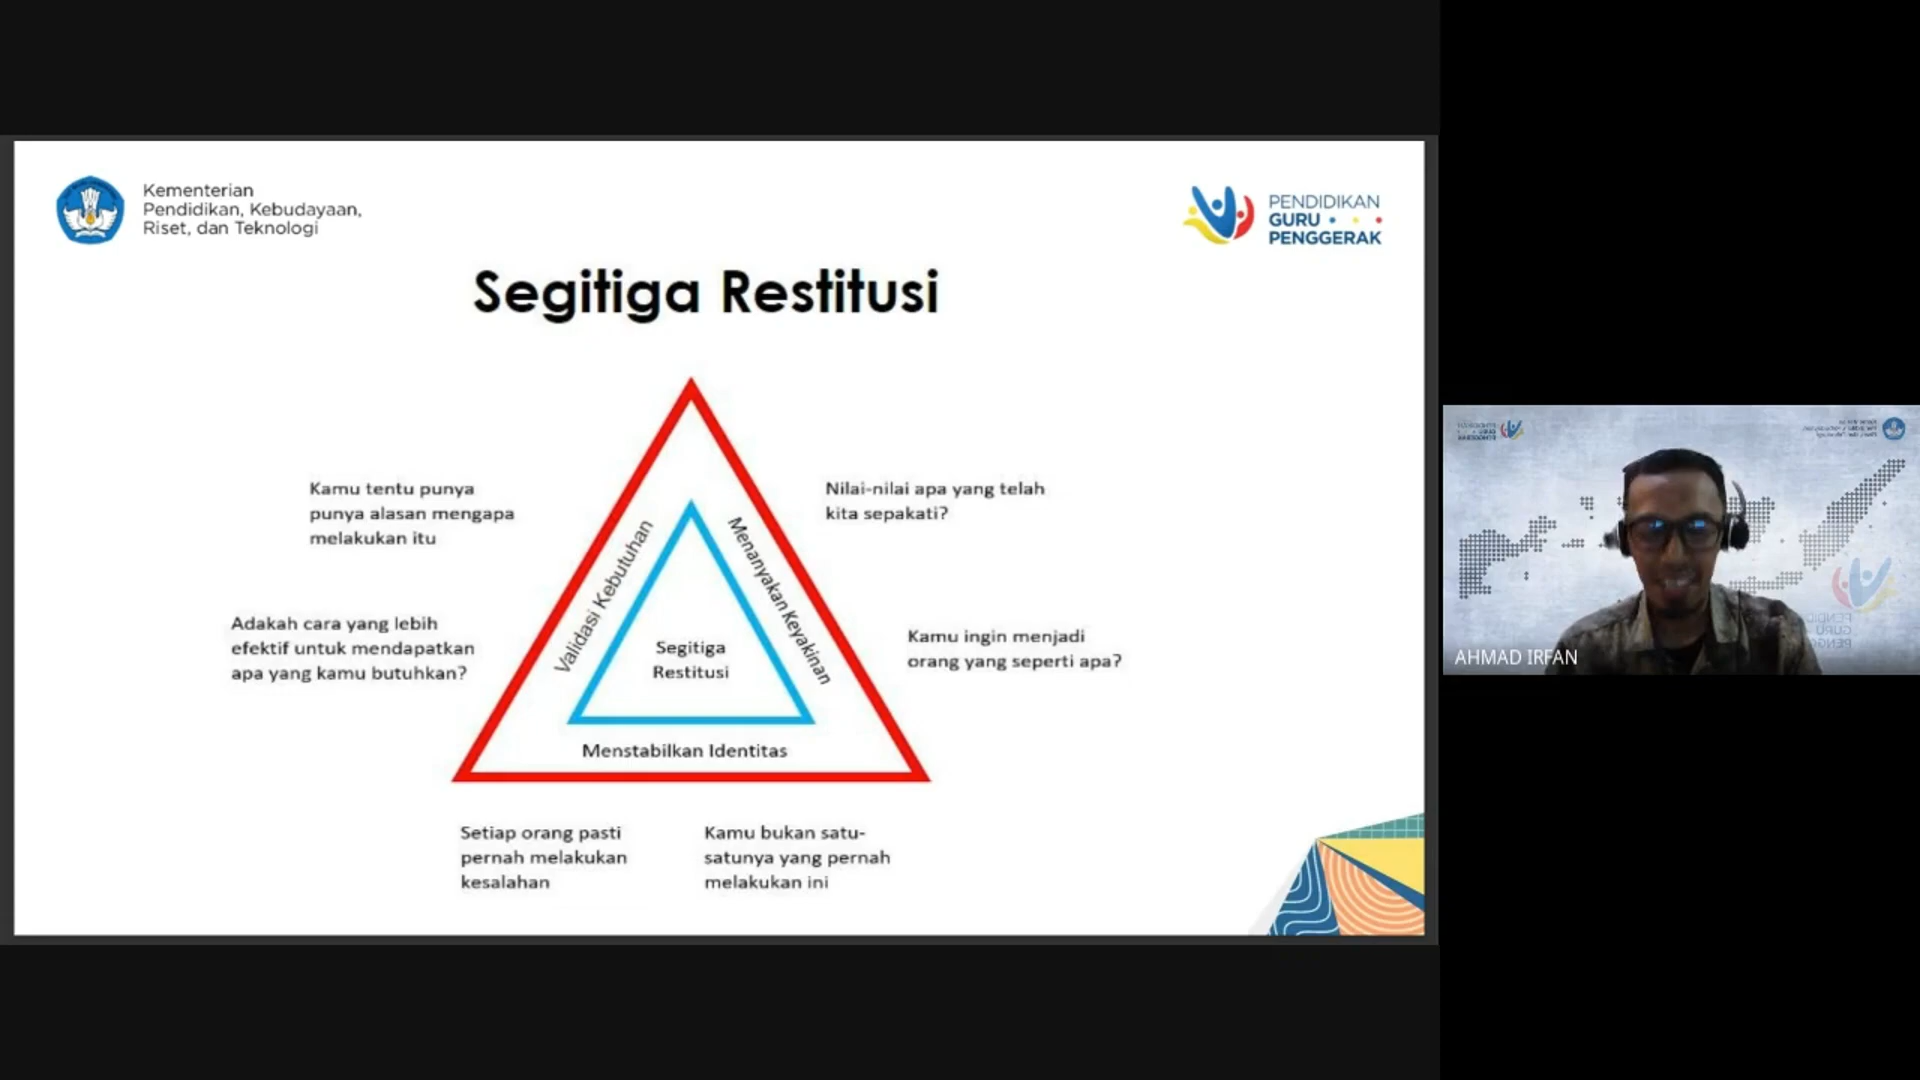 Kementerian
Pendidikan, Kebudayaan,
Riset, dan Teknologi
PENDIDIKAN
GURU
PENGGERAK
Segitiga Restitusi
Kamu tentu punya
punya alasan mengapa
melakukan itu
Nilai-nilai apa yang telah
kita sepakati?
Adakah cara yang lebih
efektif untuk mendapatkan
apa yang kamu butuhkan?
Validasi Kebutuhan
Menanyakan Keyakinan
Segitiga
Restitusi
Kamu ingin menjadi
orang yang seperti apa?
Menstabilkan Identitas
Setiap orang pasti
pernah melakukan
kesalahan
Kamu bukan satu-
satunya yang pernah
melakukan ini
AHMAD IRFAN